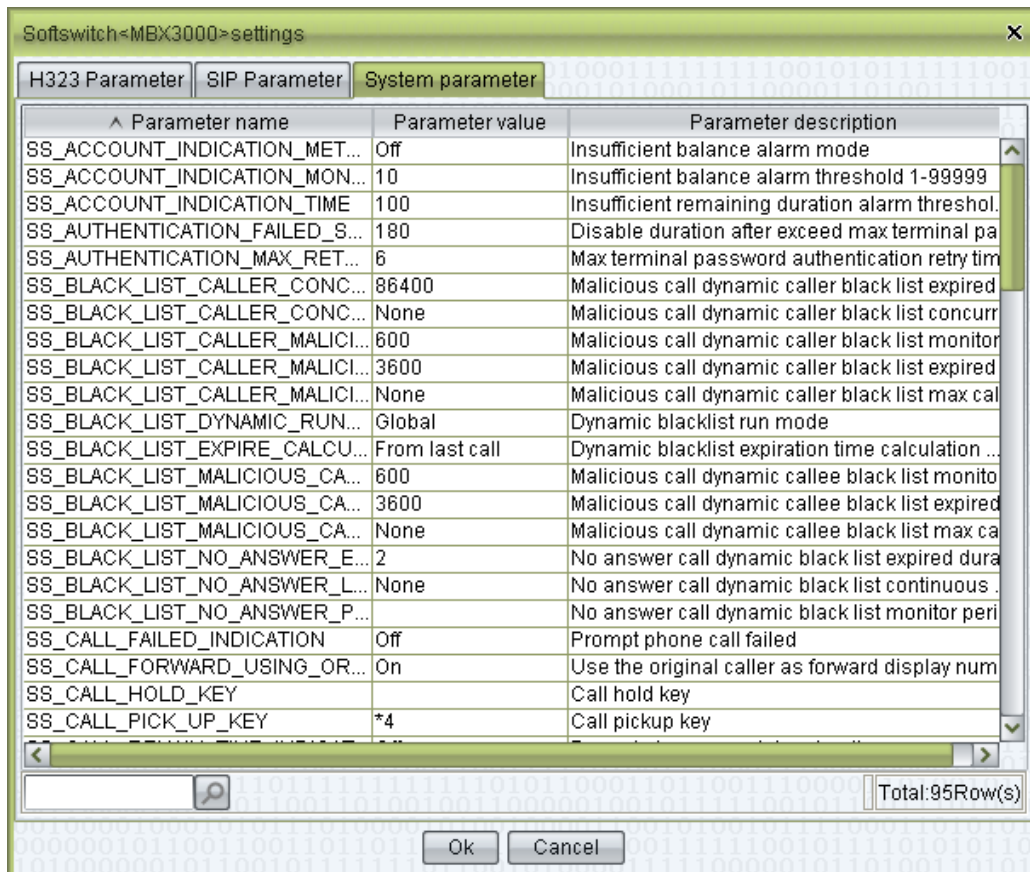 Softswitch<MBX3000>settings
H323 Parameter SIP Parameter System parameter
Parameter name Parameter value Parameter description
SS_ACCOUNT_INDICATION_MET... Off Insufficient balance alarm mode
SS_ACCOUNT_INDICATION_MON... 10 Insufficient balance alarm threshold 1-99999
SS_ACCOUNT_INDICATION_TIME 100 Insufficient remaining duration alarm threshol.
SS_AUTHENTICATION_FAILED_S... 180 Disable duration after exceed max terminal pa
SS_AUTHENTICATION_MAX_RET... 6 Max terminal password authentication retry tim
SS_BLACK_LIST_CALLER_CONC... 86400 Malicious call dynamic caller black list expired
SS_BLACK_LIST_CALLER_CONC... None Malicious call dynamic caller black list concurr
SS_BLACK_LIST_CALLER_MALICI... 600 Malicious call dynamic caller black list monitor
SS_BLACK_LIST_CALLER_MALICI... 3600 Malicious call dynamic caller black list expired
SS_BLACK_LIST_CALLER_MALICI... None Malicious call dynamic caller black list max cal
SS_BLACK_LIST_DYNAMIC_RUN... Global Dynamic blacklist run mode
SS_BLACK_LIST_EXPIRE_CALCU... From last call Dynamic blacklist expiration time calculation ...
SS_BLACK_LIST_MALICIOUS_CA... 600 Malicious call dynamic callee black list monito
SS_BLACK_LIST_MALICIOUS_CA... 3600 Malicious call dynamic callee black list expired
SS_BLACK_LIST_MALICIOUS_CA... None Malicious call dynamic callee black list max ca
SS_BLACK_LIST_NO_ANSWER_E... 2 No answer call dynamic black list expired dura
SS_BLACK_LIST_NO_ANSWER_L... None No answer call dynamic black list continuous .
SS_BLACK_LIST_NO_ANSWER_P... No answer call dynamic black list monitor peri
SS_CALL_FAILED_INDICATION Off Prompt phone call failed
SS_CALL_FORWARD_USING_OR... On Use the original caller as forward display num
SS_CALL_HOLD_KEY Call hold key
SS_CALL_PICK_UP_KEY *4 Call pickup key
Total:95Row(s)
Ok Cancel